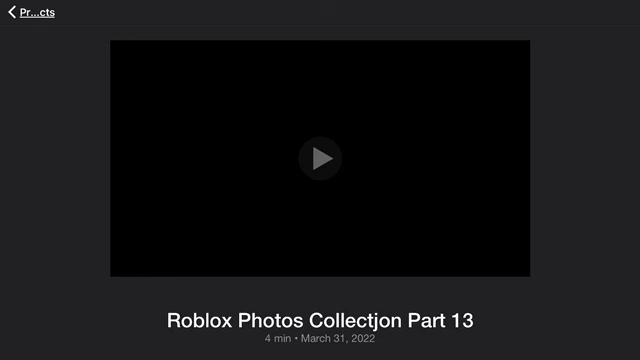 Pr...cts
Roblox Photos Collectjon Part 13
4 min • March 31, 2022